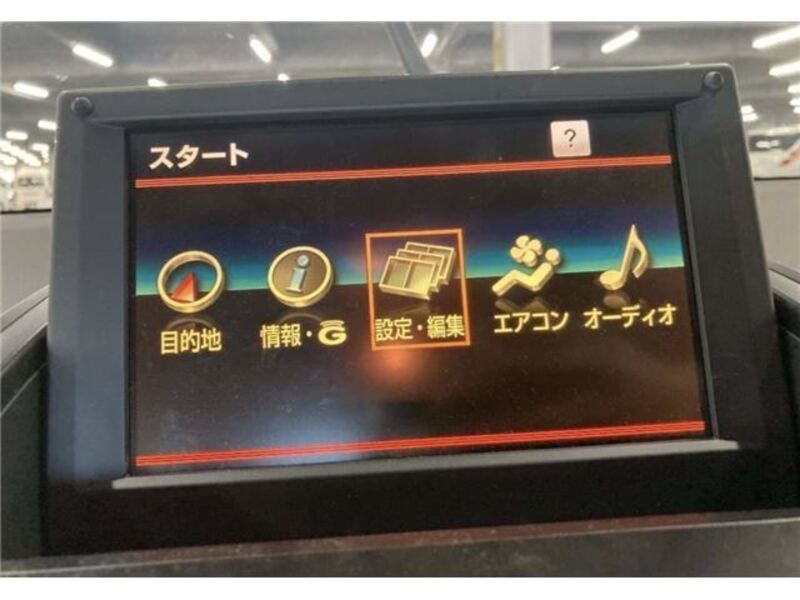 スタート
?
目的地
情報・G
設定・編集
エアコン
オーディオ